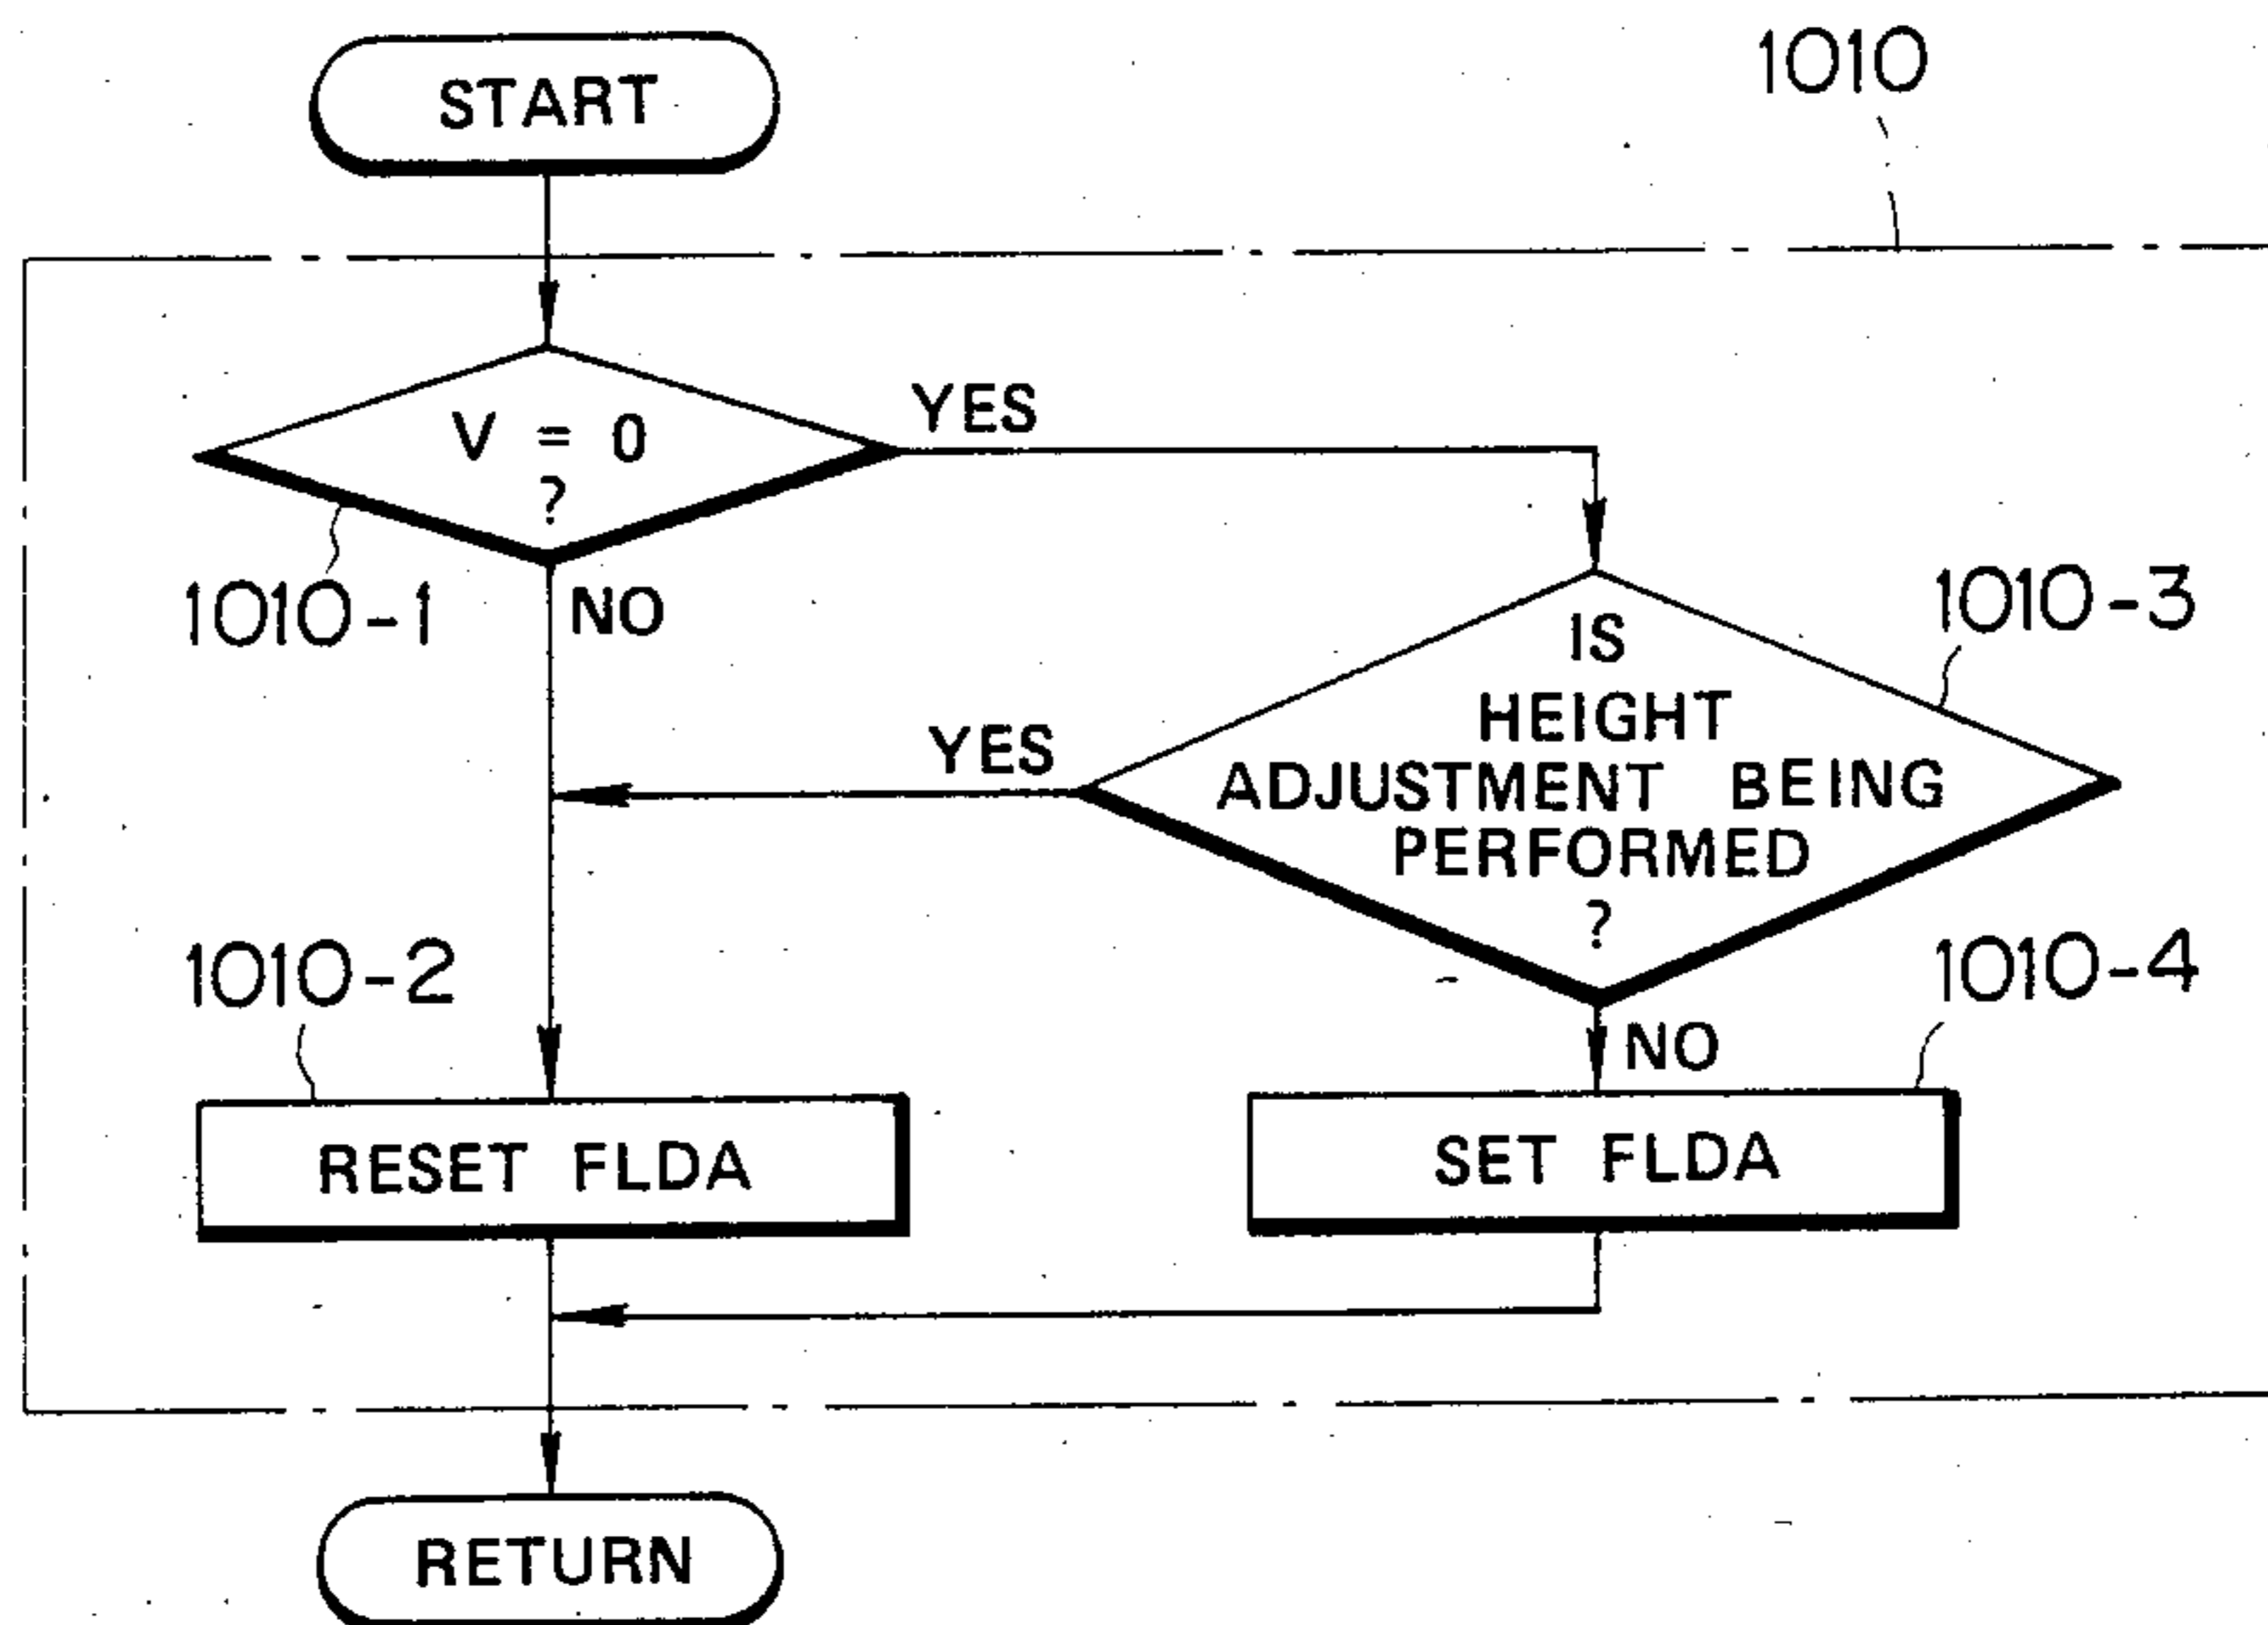 START
1010
V = 0
?
YES
1010-1
NO
IS
HEIGHT
ADJUSTMENT BEING
PERFORMED
?
1010-3
YES
1010-2
NO
1010-4
RESET FLDA
SET FLDA
RETURN